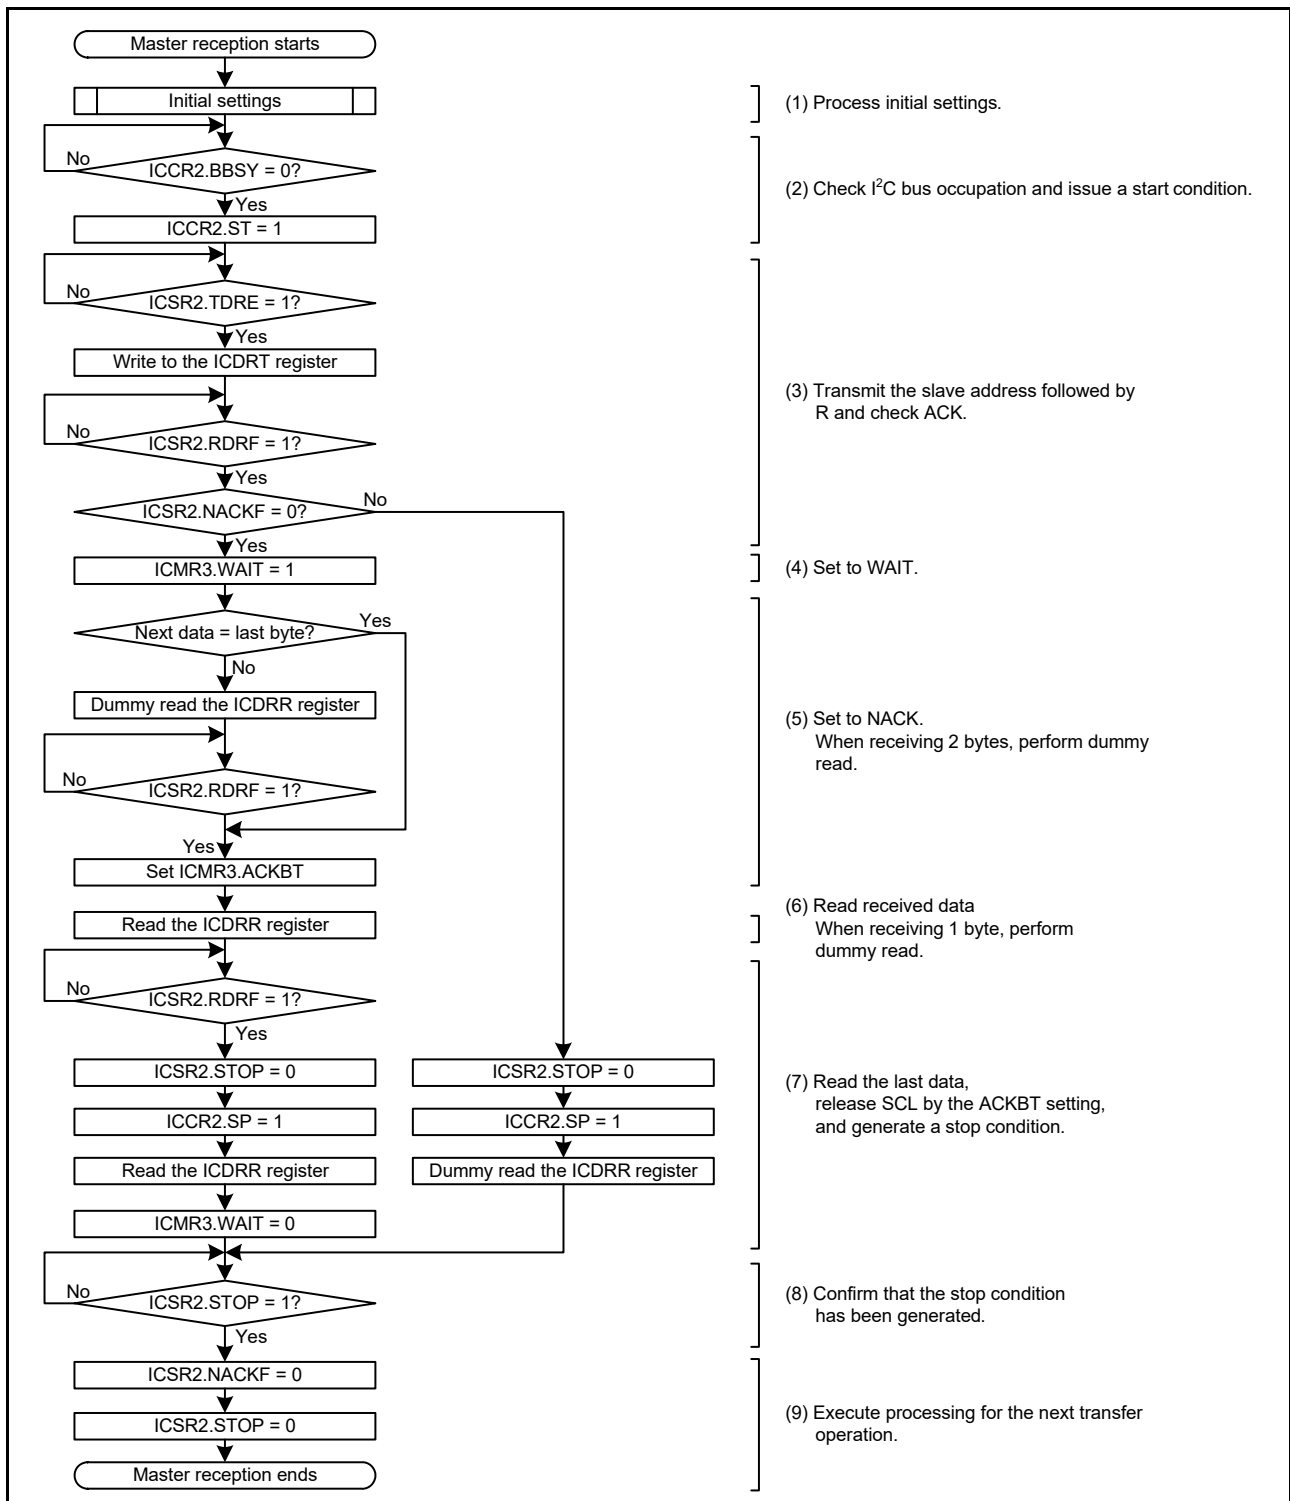 Master reception starts
Initial settings
(1) Process initial settings.
No
ICCR2.BBSY = 0?
Yes
ICCR2.ST = 1
(2) Check I²C bus occupation and issue a start condition.
No
ICSR2.TDRE = 1?
Yes
Write to the ICDRT register
No
ICSR2.RDRF = 1?
Yes
ICSR2.NACKF = 0?
No
Yes
(3) Transmit the slave address followed by
R and check ACK.
ICMR3.WAIT = 1
(4) Set to WAIT.
Next data = last byte?
Yes
No
Dummy read the ICDRR register
No
ICSR2.RDRF = 1?
Yes
Set ICMR3.ACKBT
(5) Set to NACK.
When receiving 2 bytes, perform dummy
read.
Read the ICDRR register
(6) Read received data
When receiving 1 byte, perform
dummy read.
No
ICSR2.RDRF = 1?
Yes
ICSR2.STOP = 0
ICCR2.SP = 1
Read the ICDRR register
ICMR3.WAIT = 0
ICSR2.STOP = 0
ICCR2.SP = 1
Dummy read the ICDRR register
(7) Read the last data,
release SCL by the ACKBT setting,
and generate a stop condition.
No
ICSR2.STOP = 1?
Yes
(8) Confirm that the stop condition
has been generated.
ICSR2.NACKF = 0
ICSR2.STOP = 0
(9) Execute processing for the next transfer
operation.
Master reception ends